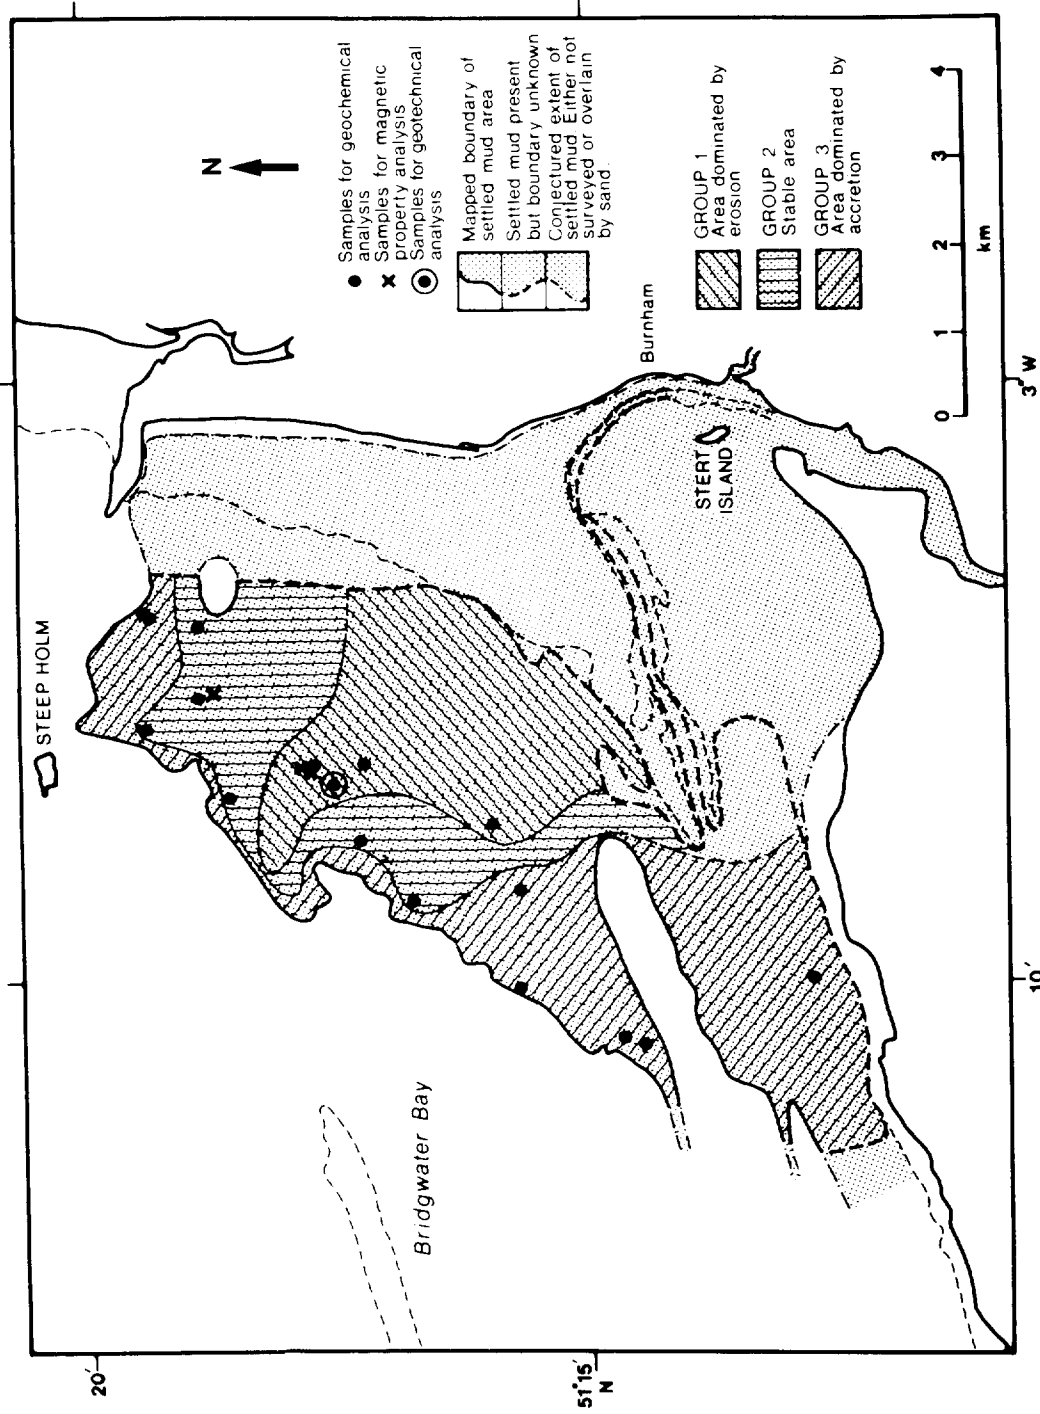 STEEP HOLM
N
Samples for geochemical
analysis
Samples for magnetic
property analysis
Samples for geotechnical
analysis
Mapped boundary of
settled mud area
Settled mud present
but boundary unknown
Conjectured extent of
settled mud. Either not
surveyed or overlain
by sand.
GROUP 1
Area dominated by
erosion
GROUP 2
Stable area
GROUP 3
Area dominated by
accretion
0 1 2 3 4
km
Burnham
STERT
ISLAND
Bridgwater Bay
20'
51°15'
N
10'
3° W